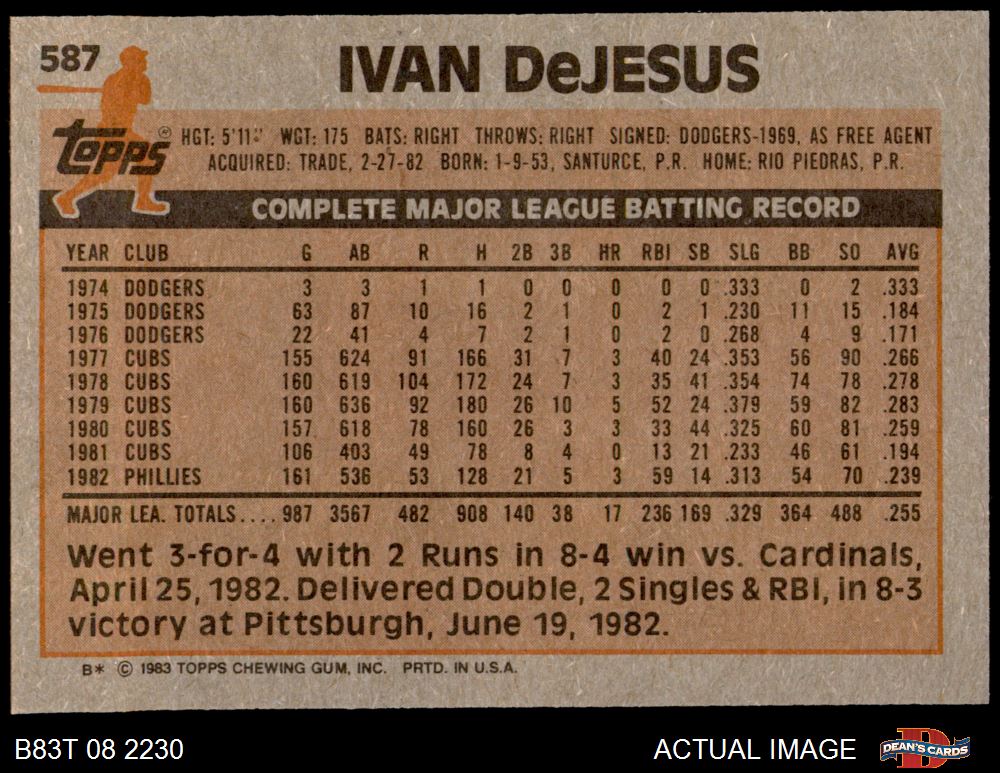 587
IVAN DeJESUS
topps ®
HGT: 5'11" WGT: 175 BATS: RIGHT THROWS: RIGHT SIGNED: DODGERS-1969, AS FREE AGENT
ACQUIRED: TRADE, 2-27-82 BORN: 1-9-53, SANTURCE, P.R. HOME: RIO PIEDRAS, P.R.
COMPLETE MAJOR LEAGUE BATTING RECORD
YEAR CLUB G AB R H 2B 3B HR RBI SB SLG BB SO AVG
1974 DODGERS 3 3 1 1 0 0 0 0 0 .333 0 2 .333
1975 DODGERS 63 87 10 16 2 1 0 2 1 .230 11 15 .184
1976 DODGERS 22 41 4 7 2 1 0 2 0 .268 4 9 .171
1977 CUBS 155 624 91 166 31 7 3 40 24 .353 56 90 .266
1978 CUBS 160 619 104 172 24 7 3 35 41 .354 74 78 .278
1979 CUBS 160 636 92 180 26 10 5 52 24 .379 59 82 .283
1980 CUBS 157 618 78 160 26 3 3 33 44 .325 60 81 .259
1981 CUBS 106 403 49 78 8 4 0 13 21 .233 46 61 .194
1982 PHILLIES 161 536 53 128 21 5 3 59 14 .313 54 70 .239
MAJOR LEA. TOTALS.... 987 3567 482 908 140 38 17 236 169 .329 364 488 .255
Went 3-for-4 with 2 Runs in 8-4 win vs. Cardinals,
April 25, 1982. Delivered Double, 2 Singles & RBI, in 8-3
victory at Pittsburgh, June 19, 1982.
B* © 1983 TOPPS CHEWING GUM, INC. PRTD. IN U.S.A.
B83T 08 2230
ACTUAL IMAGE
D
DEAN'S CARDS